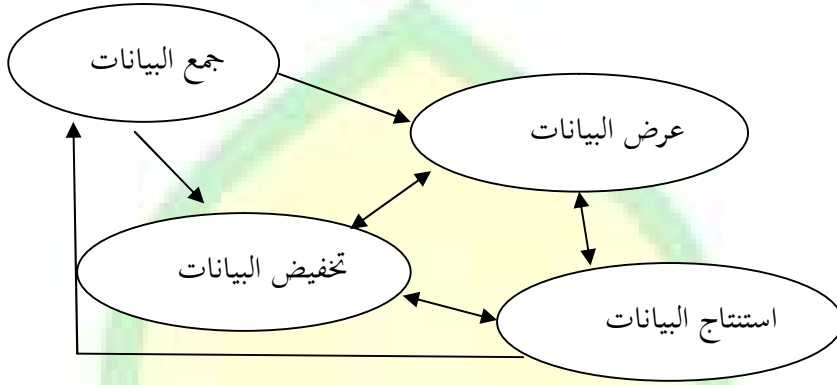 جمع البيانات
عرض البيانات
تخفيض البيانات
استنتاج البيانات